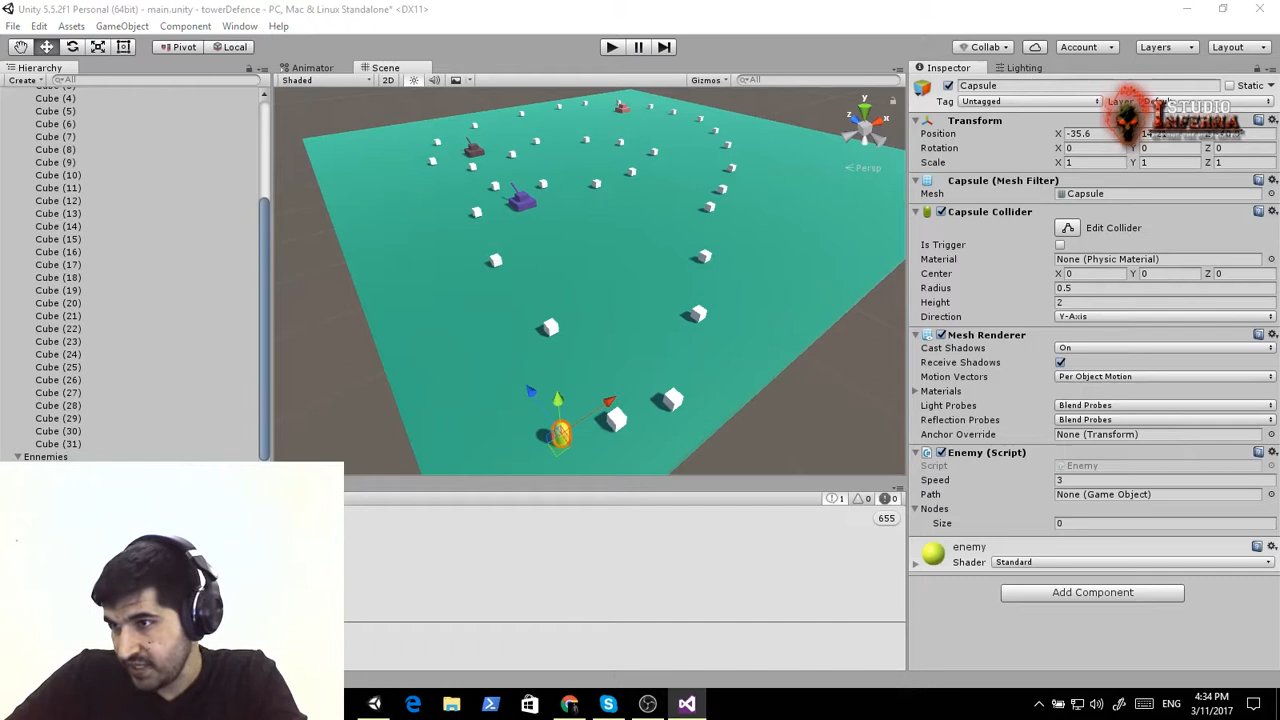 Unity 5.5.2f1 Personal (64bit) - main.unity - towerDefence - PC, Mac & Linux Standalone* <DX11>
File Edit Assets GameObject Component Window Help
Pivot Local Collab Account Layers Layout
Hierarchy Animator Scene Inspector Lighting
Create All Shaded 2D Gizmos All
Capsule Static
Tag Untagged Layer Default
STUDIO
INVERNA
Cube (4)
Cube (5)
Cube (6)
Cube (7)
Cube (8)
Cube (9)
Cube (10)
Cube (11)
Cube (12)
Cube (13)
Cube (14)
Cube (15)
Cube (16)
Cube (17)
Cube (18)
Cube (19)
Cube (20)
Cube (21)
Cube (22)
Cube (23)
Cube (24)
Cube (25)
Cube (26)
Cube (27)
Cube (28)
Cube (29)
Cube (30)
Cube (31)
Ennemies
y
x
z
Persp
Transform
Position X -35.6
Rotation X 0 Y 0 Z 0
Scale X 1 Y 1 Z 1
Capsule (Mesh Filter)
Mesh Capsule
Capsule Collider
Edit Collider
Is Trigger
Material None (Physic Material)
Center X 0 Y 0 Z 0
Radius 0.5
Height 2
Direction Y-Axis
Mesh Renderer
Cast Shadows On
Receive Shadows
Motion Vectors Per Object Motion
Materials
Light Probes Blend Probes
Reflection Probes Blend Probes
Anchor Override None (Transform)
Enemy (Script)
Script Enemy
Speed 3
Path None (Game Object)
Nodes
Size 0
enemy
Shader Standard
Add Component
1 0 0
655
ENG
4:34 PM
3/11/2017